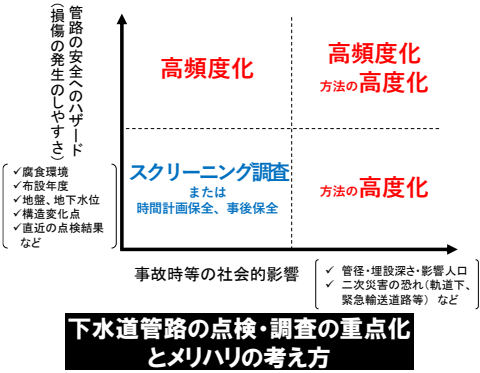 管路の安全へのハザード
（損傷の発生のしやすさ）
✓腐食環境
✓布設年度
✓地盤、地下水位
✓構造変化点
✓直近の点検結果
など
高頻度化
高頻度化
方法の高度化
スクリーニング調査
または
時間計画保全、事後保全
方法の高度化
事故時等の社会的影響
✓ 管径・埋設深さ・影響人口
✓ 二次災害の恐れ（軌道下、
緊急輸送道路等） など
下水道管路の点検・調査の重点化
とメリハリの考え方